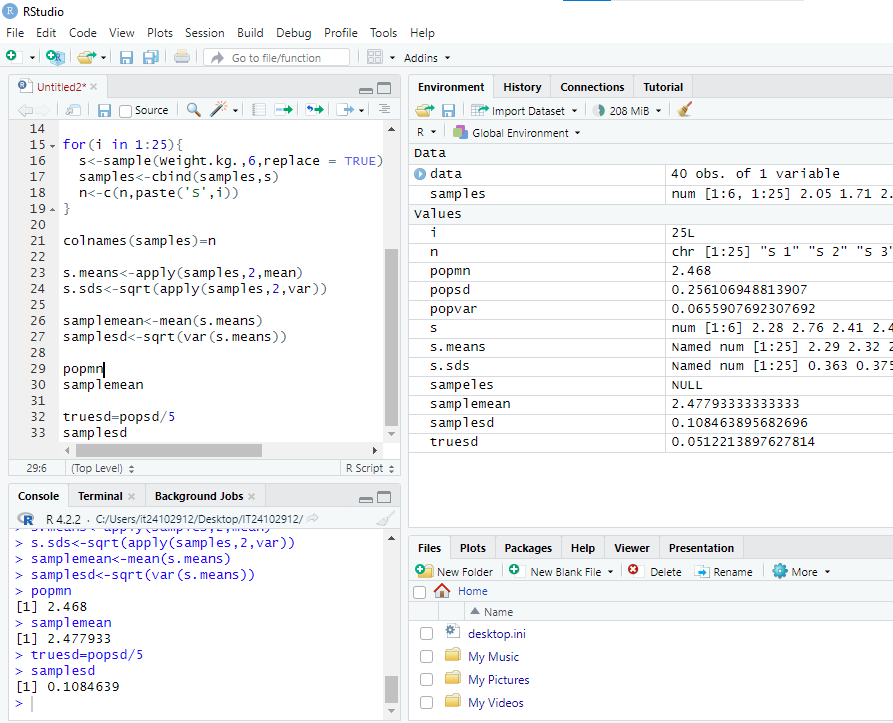 RStudio
File Edit Code View Plots Session Build Debug Profile Tools Help
Go to file/function Addins
Untitled2*
Source
14
15 for(i in 1:25){
16 s<-sample(weight.kg.,6,replace = TRUE)
17 samples<-cbind(samples,s)
18 n<-c(n,paste('S',i))
19 }
20
21 colnames(samples)=n
22
23 s.means<-apply(samples,2,mean)
24 s.sds<-sqrt(apply(samples,2,var))
25
26 samplemean<-mean(s.means)
27 samplesd<-sqrt(var(s.means))
28
29 popmn
30 samplemean
31
32 truesd=popsd/5
33 samplesd
29:6 (Top Level) R Script
Console Terminal Background Jobs
R 4.2.2 · C:/Users/it24102912/Desktop/IT24102912/
> s.means<-apply(samples,2,mean)
> s.sds<-sqrt(apply(samples,2,var))
> samplemean<-mean(s.means)
> samplesd<-sqrt(var(s.means))
> popmn
[1] 2.468
> samplemean
[1] 2.477933
> truesd=popsd/5
> samplesd
[1] 0.1084639
>
Environment History Connections Tutorial
Import Dataset 208 MiB
R Global Environment
Data
data 40 obs. of 1 variable
samples num [1:6, 1:25] 2.05 1.71 2.
Values
i 25L
n chr [1:25] "S 1" "S 2" "S 3"
popmn 2.468
popsd 0.256106948813907
popvar 0.0655907692307692
s num [1:6] 2.28 2.76 2.41 2.4
s.means Named num [1:25] 2.29 2.32 2
s.sds Named num [1:25] 0.363 0.375
sampeles NULL
samplemean 2.47793333333333
samplesd 0.108463895682696
truesd 0.0512213897627814
Files Plots Packages Help Viewer Presentation
New Folder New Blank File Delete Rename More
Home
Name
desktop.ini
My Music
My Pictures
My Videos